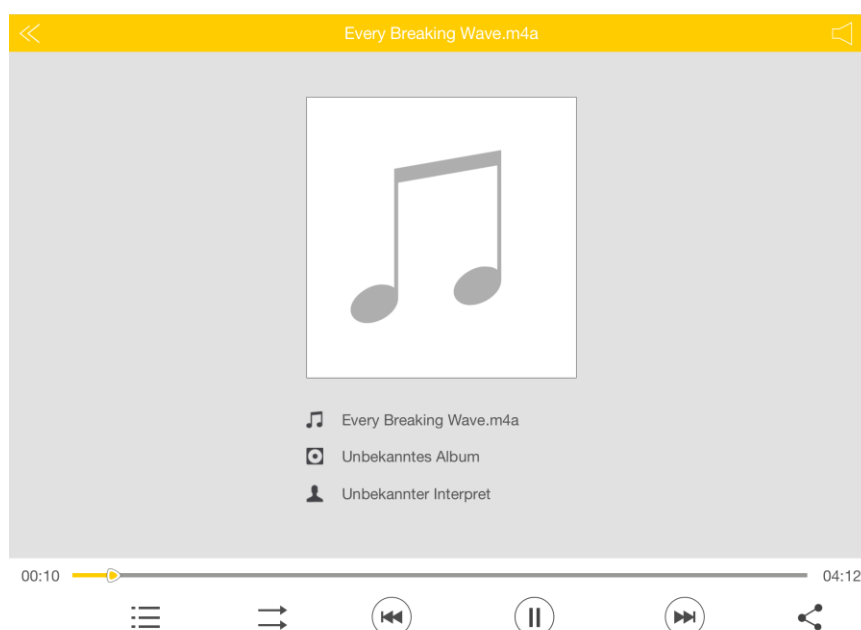 Every Breaking Wave.m4a
Every Breaking Wave.m4a
Unbekanntes Album
Unbekannter Interpret
00:10 04:12